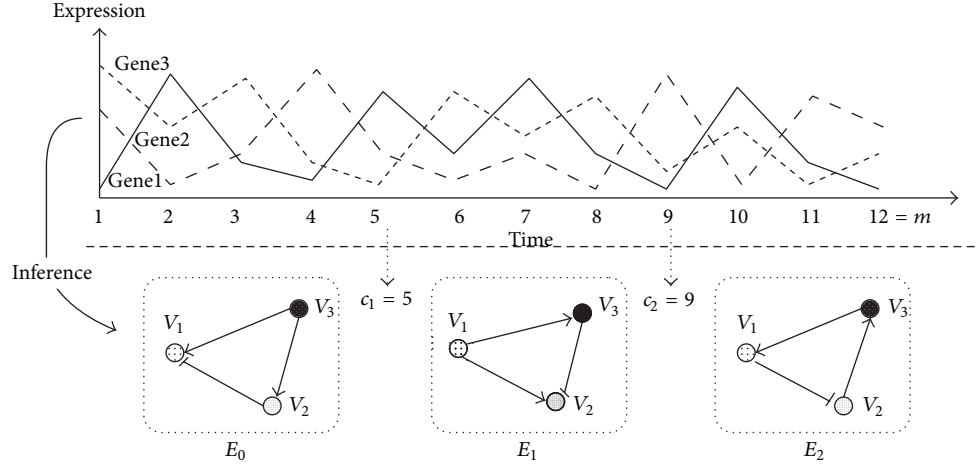 Expression
Gene3
Gene2
Gene1
1 2 3 4 5 6 7 8 9 10 11 12 = m
Time
Inference
c₁ = 5
c₂ = 9
V₁ V₃ V₂
V₁ V₃ V₂
V₁ V₃ V₂
E₀ E₁ E₂